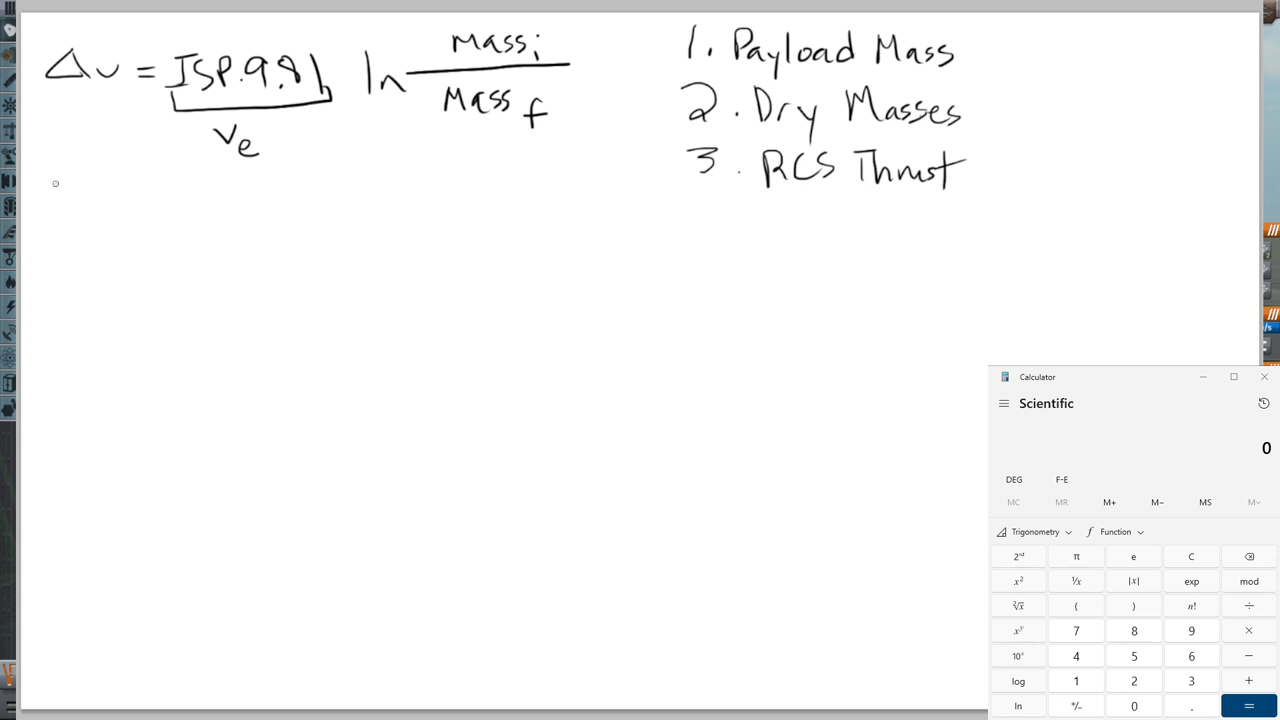 Δv = ISP.9.81 ln Massi / Mass f
ve
1. Payload Mass
2. Dry Masses
3. RCS Thrust
Calculator
Scientific
0
DEG F-E
MC MR M+ M− MS M˅
Trigonometry Function
2ⁿᵈ π e C
x² ¹/x |x| exp mod
²√x ( ) n! ÷
xʸ 7 8 9 ×
10ˣ 4 5 6 −
log 1 2 3 +
ln +/− 0 . =